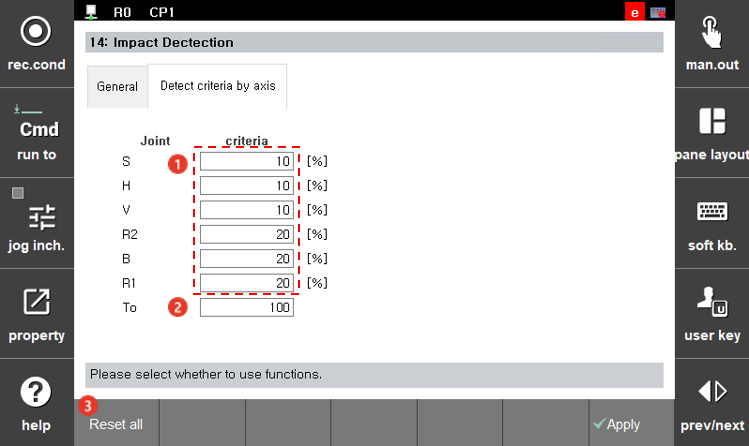 R0 CP1 e
14: Impact Dectection
General
Detect criteria by axis
Joint criteria
S 1 10 [%]
H 10 [%]
V 10 [%]
R2 20 [%]
B 20 [%]
R1 20 [%]
To 2 100
Please select whether to use functions.
3
Reset all
Apply
rec.cond
Cmd
run to
jog inch.
property
?
help
man.out
pane layout
soft kb.
U
user key
prev/next